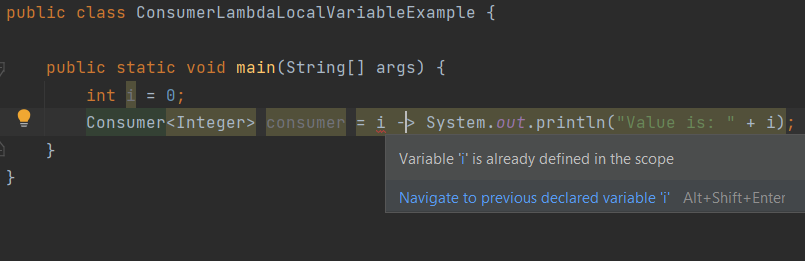 public class ConsumerLambdaLocalVariableExample {
public static void main(String[] args) {
int i = 0;
Consumer<Integer> consumer = i -> System.out.println("Value is: " + i);
}
}
Variable 'i' is already defined in the scope
Navigate to previous declared variable 'i' Alt+Shift+Enter